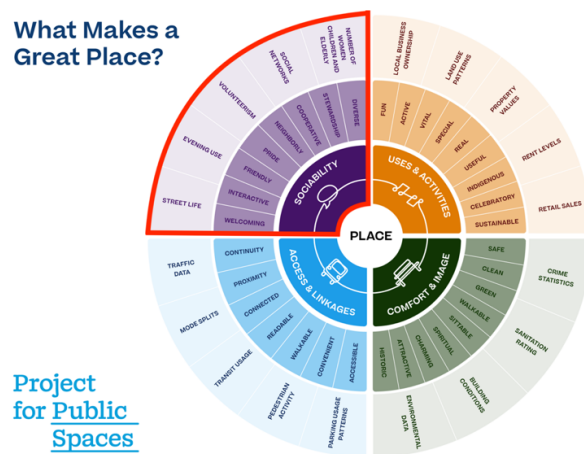 What Makes a
Great Place?
NUMBER OF
WOMEN
CHILDREN AND
ELDERLY
SOCIAL
NETWORKS
VOLUNTEERISM
EVENING USE
STREET LIFE
DIVERSE
STEWARDSHIP
COOPERATIVE
NEIGHBORLY
PRIDE
FRIENDLY
INTERACTIVE
WELCOMING
SOCIABILITY
LOCAL BUSINESS
OWNERSHIP
LAND USE
PATTERNS
PROPERTY
VALUES
RENT LEVELS
RETAIL SALES
FUN
ACTIVE
VITAL
SPECIAL
REAL
USEFUL
INDIGENOUS
CELEBRATORY
SUSTAINABLE
USES & ACTIVITIES
PLACE
ACCESS & LINKAGES
CONTINUITY
PROXIMITY
CONNECTED
READABLE
WALKABLE
CONVENIENT
ACCESSIBLE
TRAFFIC
DATA
MODE SPLITS
TRANSIT USAGE
PEDESTRIAN
ACTIVITY
PARKING USAGE
PATTERNS
COMFORT & IMAGE
SAFE
CLEAN
GREEN
WALKABLE
SITTABLE
SPIRITUAL
CHARMING
ATTRACTIVE
HISTORIC
CRIME
STATISTICS
SANITATION
RATING
BUILDING
CONDITIONS
ENVIRONMENTAL
DATA
Project
for Public
Spaces